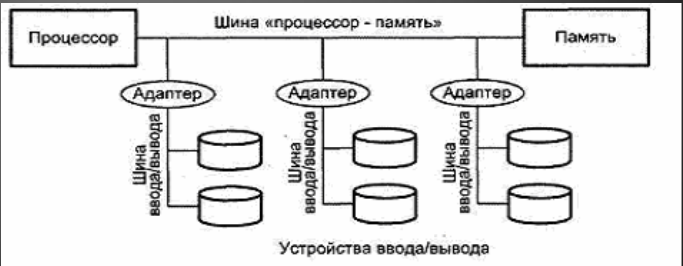 Шина «процессор - память»
Процессор
Память
Адаптер
Адаптер
Адаптер
Шина
ввода/вывода
Шина
ввода/вывода
Шина
ввода/вывода
Устройства ввода/вывода